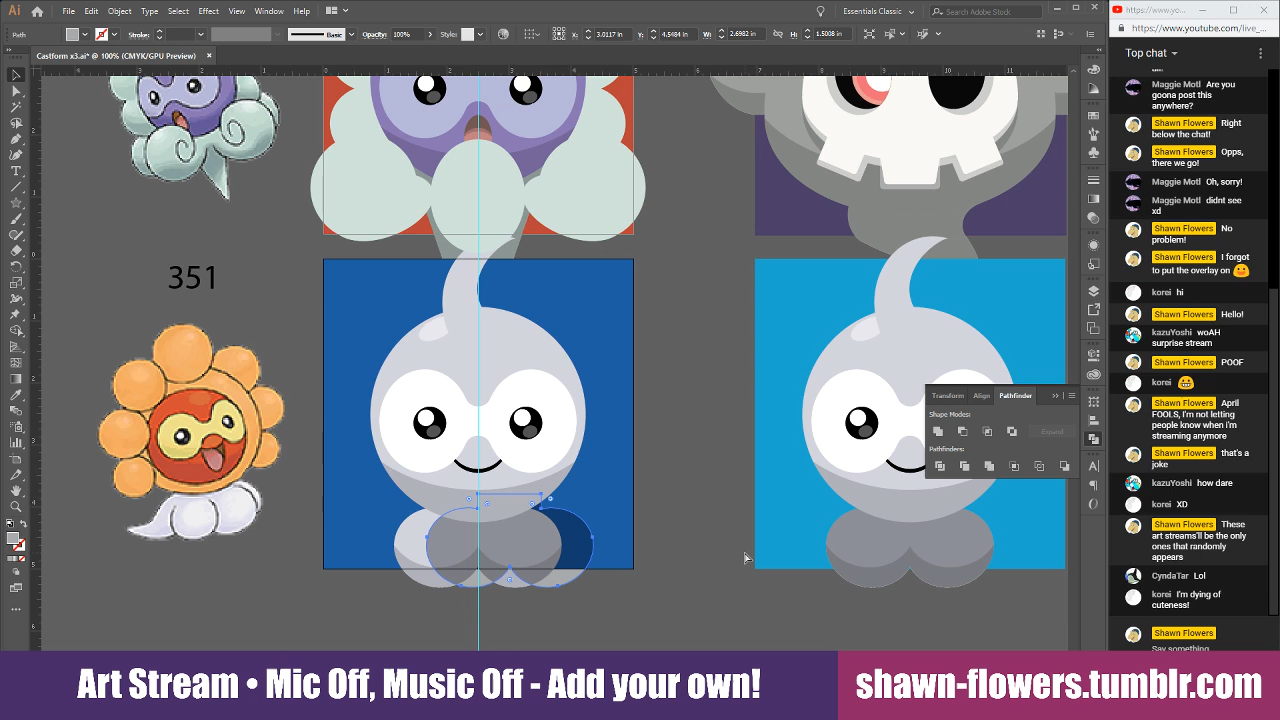 Ai
File Edit Object Type Select Effect View Window Help
Essentials Classic
Search Adobe Stock
Path
Stroke:
Basic
Opacity: 100%
Style:
X: 3.0117 in
Y: 4.5484 in
W: 2.6982 in
H: 1.5008 in
Castform x3.ai* @ 100% (CMYK/GPU Preview)
351
Transform Align Pathfinder
Shape Modes:
Expand
Pathfinders:
https://www.yo...
https://www.youtube.com/live_...
Top chat
Maggie Motl Are you
goona post this
anywhere?
Shawn Flowers Right
below the chat!
Shawn Flowers Opps,
there we go!
Maggie Motl Oh, sorry!
Maggie Motl didnt see
xd
Shawn Flowers No
problem!
Shawn Flowers I forgot
to put the overlay on
korei hi
Shawn Flowers Hello!
kazuYoshi woAH
surprise stream
Shawn Flowers POOF
korei
Shawn Flowers April
FOOLS, I'm not letting
people know when i'm
streaming anymore
Shawn Flowers that's a
joke
kazuYoshi how dare
korei XD
Shawn Flowers These
art streams'll be the only
ones that randomly
appears
CyndaTar Lol
korei I'm dying of
cuteness!
Shawn Flowers
Say something...
Art Stream • Mic Off, Music Off - Add your own!
shawn-flowers.tumblr.com